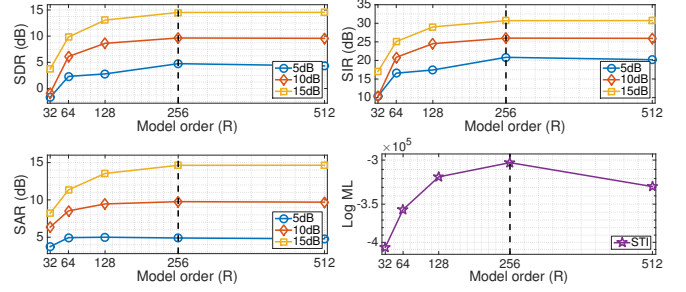 SDR (dB)
15
10
5
0
5dB
10dB
15dB
32 64 128 256 512
Model order (R)
SIR (dB)
35
30
25
20
15
10
5dB
10dB
15dB
32 64 128 256 512
Model order (R)
SAR (dB)
15
10
5
5dB
10dB
15dB
32 64 128 256 512
Model order (R)
Log ML
×10⁵
-3
-3.5
-4
STI
32 64 128 256 512
Model order (R)